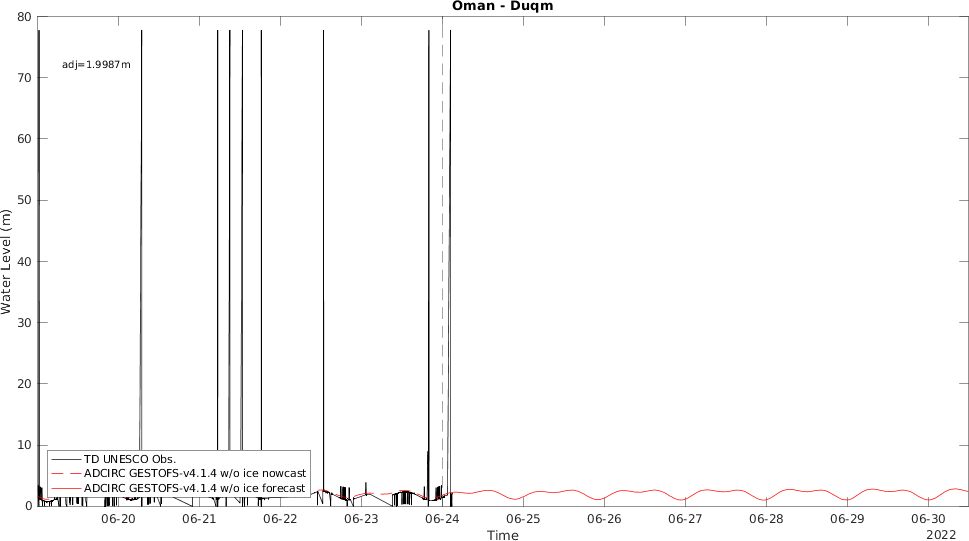 Oman - Duqm
80
70
60
50
40
30
20
10
0
Water Level (m)
adj=1.9987m
TD UNESCO Obs.
ADCIRC GESTOFS-v4.1.4 w/o ice nowcast
ADCIRC GESTOFS-v4.1.4 w/o ice forecast
06-20 06-21 06-22 06-23 06-24 06-25 06-26 06-27 06-28 06-29 06-30
Time
2022